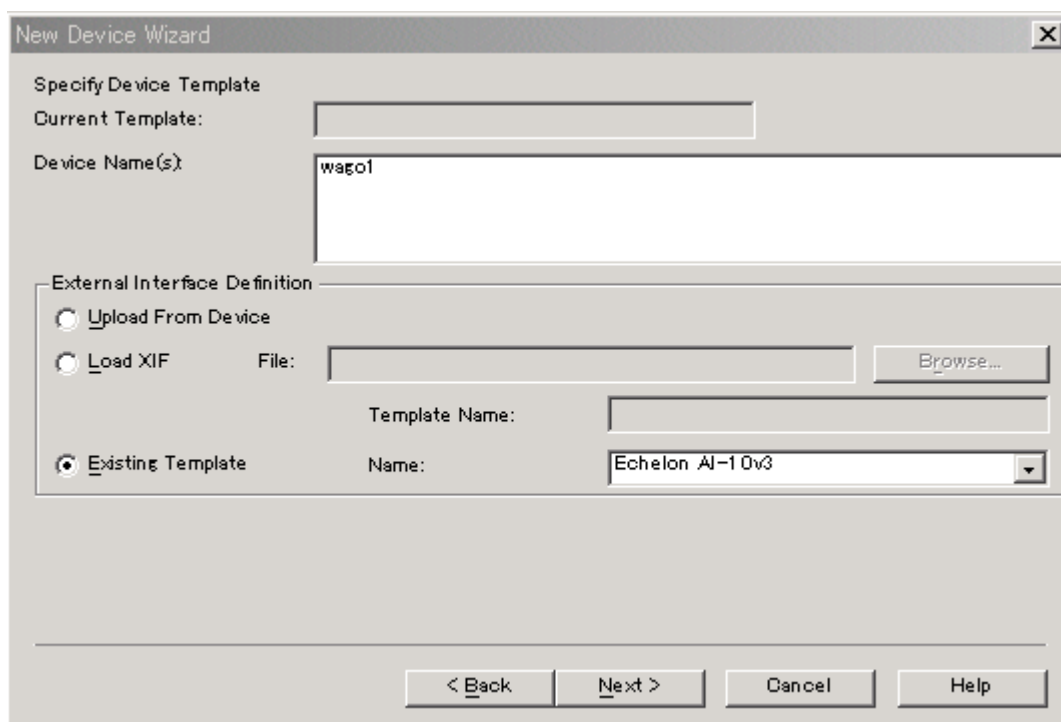 New Device Wizard
Specify Device Template
Current Template:
Device Name(s):
wago1
External Interface Definition
Upload From Device
Load XIF File: Browse...
Template Name:
Existing Template Name: Echelon AI-10v3
< Back Next > Cancel Help